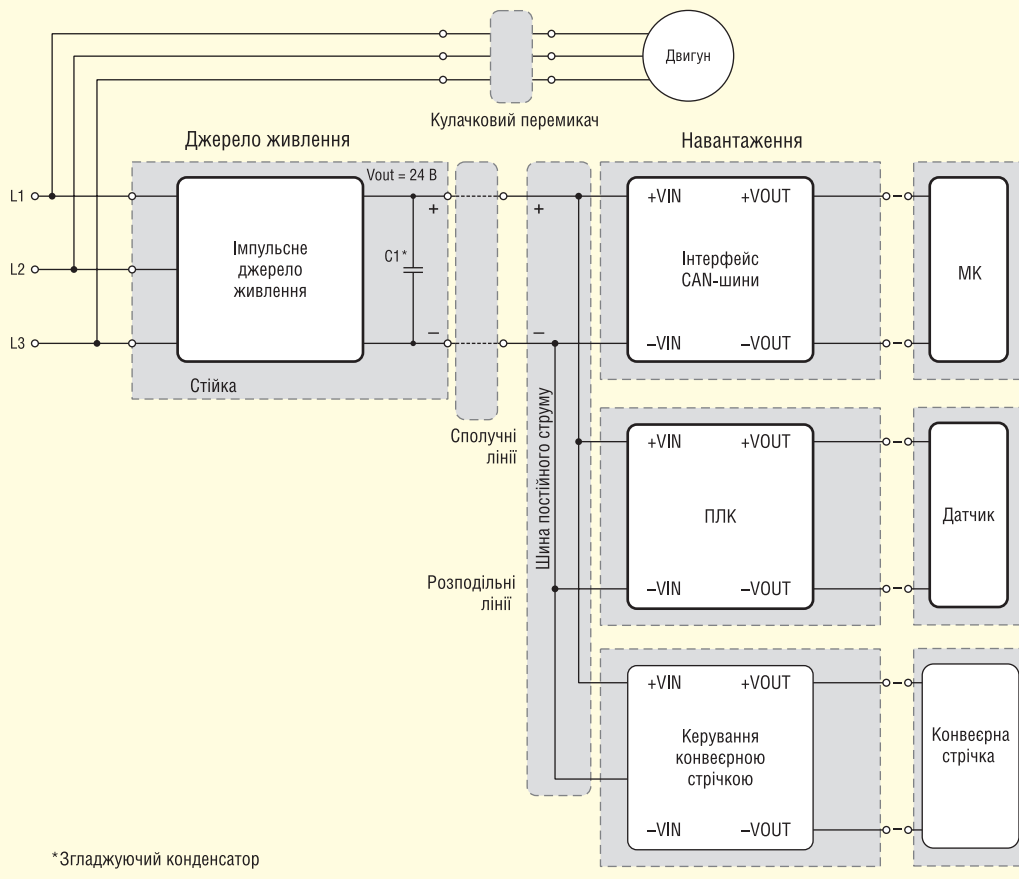 Двигун
Кулачковий перемикач
Джерело живлення
Навантаження
Vout = 24 В
L1
L2
L3
Імпульсне
джерело
живлення
C1*
+
–
Стійка
Сполучні
лінії
+
–
Шина постійного струму
Розподільні
лінії
+VIN +VOUT
Інтерфейс
CAN-шини
–VIN –VOUT
МК
+VIN +VOUT
ПЛК
–VIN –VOUT
Датчик
+VIN +VOUT
Керування
конвеєрною
стрічкою
–VIN –VOUT
Конвеєрна
стрічка
*Згладжуючий конденсатор